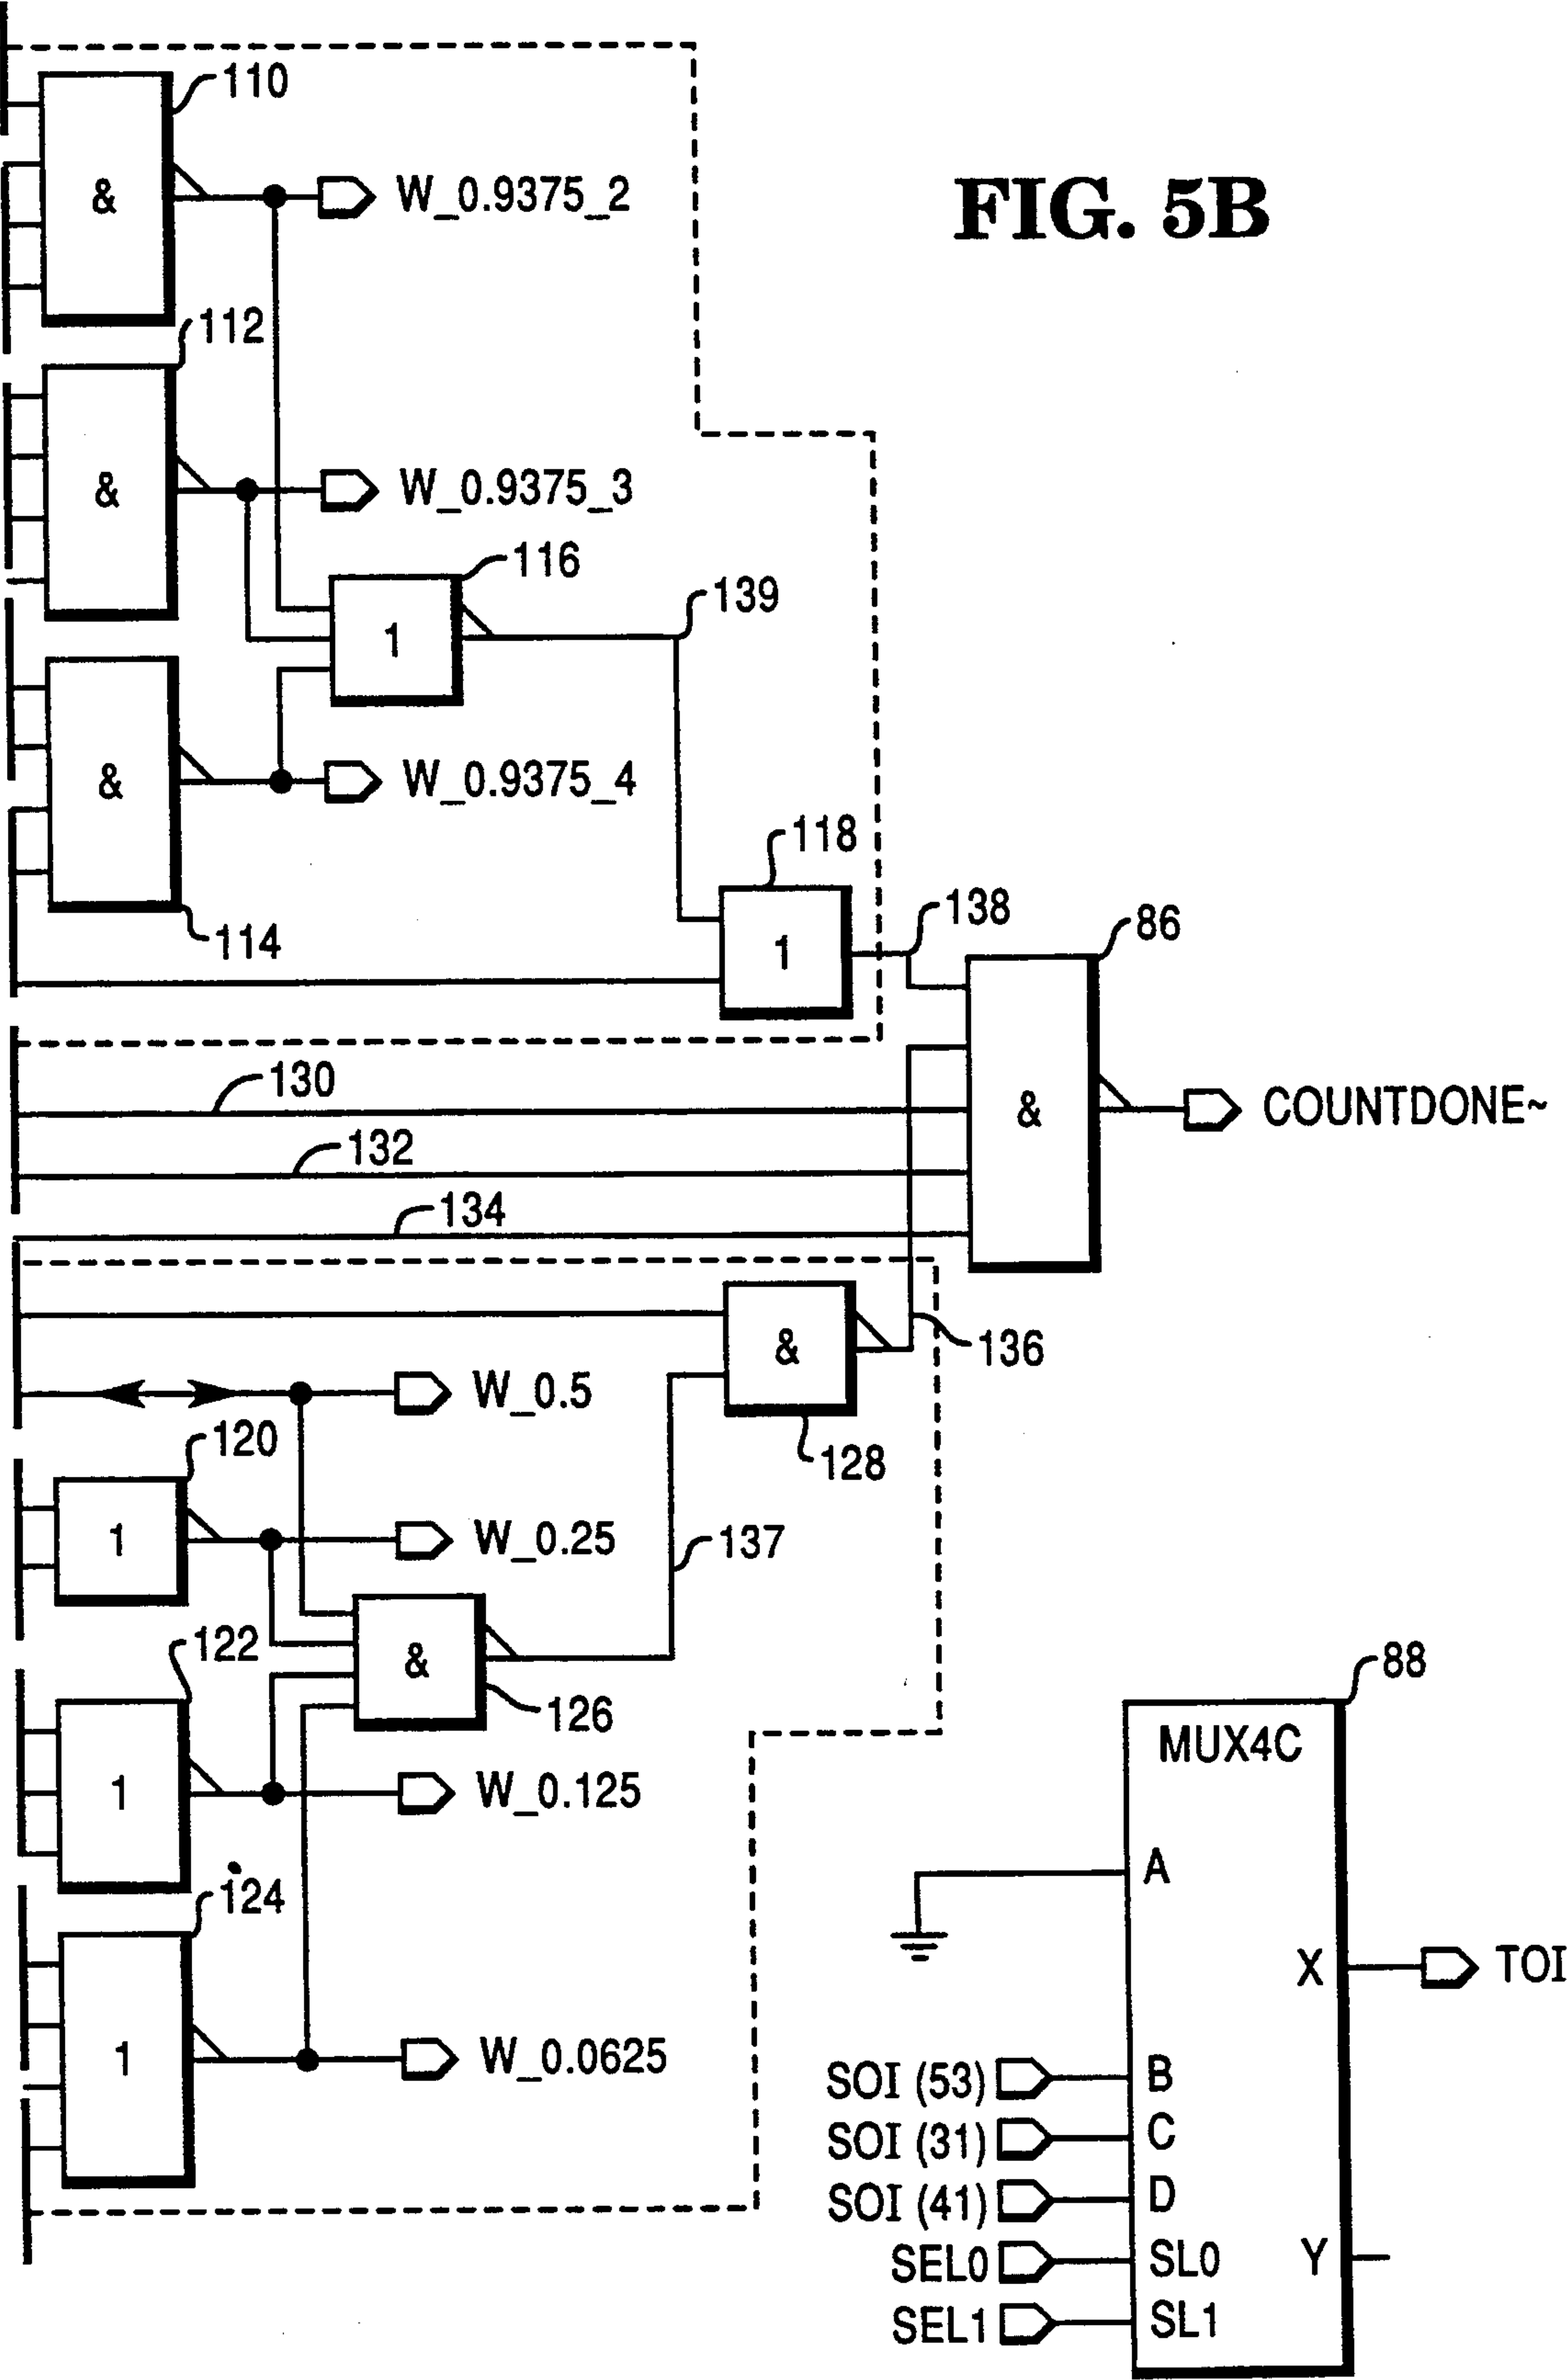 110
&
W_0.9375_2
FIG. 5B
112
&
W_0.9375_3
116
1
139
&
W_0.9375_4
114
118
1
138
86
130
&
COUNTDONE~
132
134
&
136
128
W_0.5
120
1
W_0.25
137
122
&
126
1
W_0.125
124
1
W_0.0625
88
MUX4C
A
X
TOI
SOI (53)
B
SOI (31)
C
SOI (41)
D
SEL0
SL0
Y
SEL1
SL1